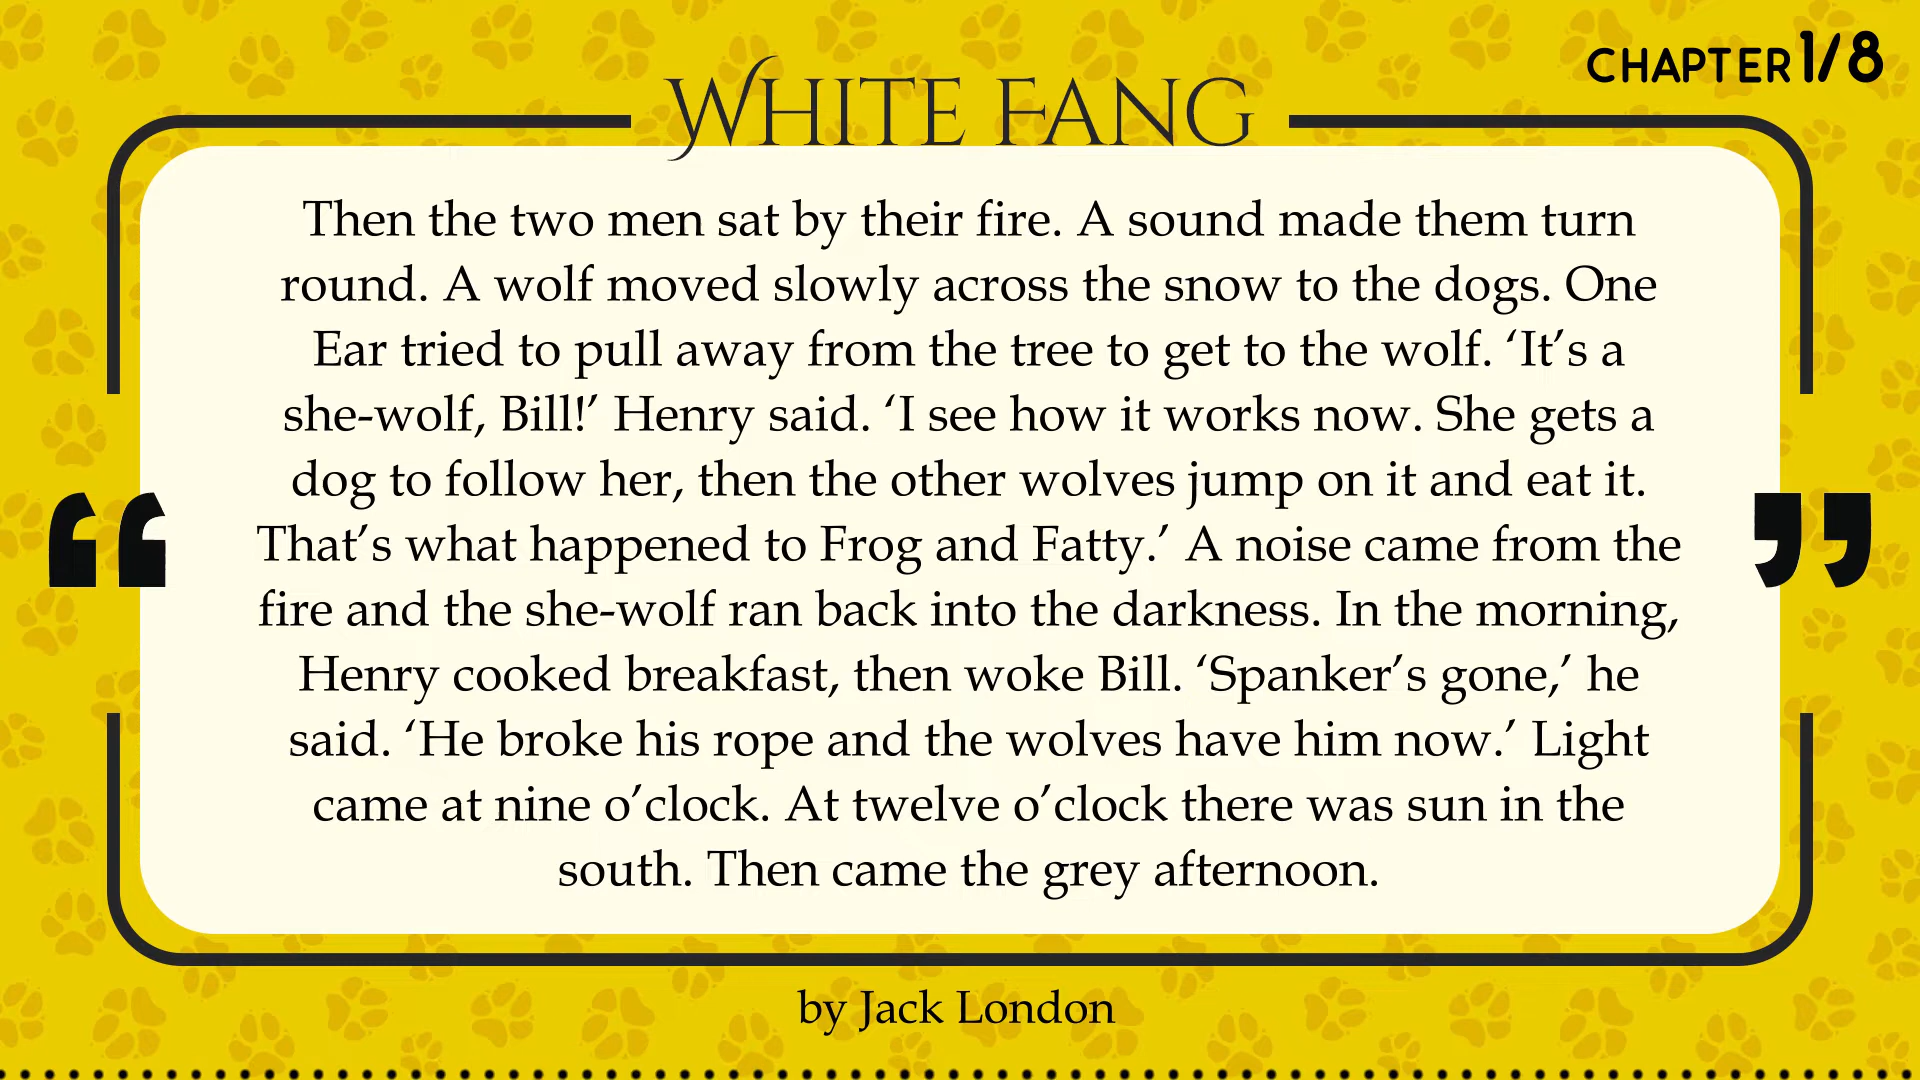 CHAPTER 1/8
WHITE FANG
Then the two men sat by their fire. A sound made them turn
round. A wolf moved slowly across the snow to the dogs. One
Ear tried to pull away from the tree to get to the wolf. ‘It’s a
she-wolf, Bill!’ Henry said. ‘I see how it works now. She gets a
dog to follow her, then the other wolves jump on it and eat it.
That’s what happened to Frog and Fatty.’ A noise came from the
fire and the she-wolf ran back into the darkness. In the morning,
Henry cooked breakfast, then woke Bill. ‘Spanker’s gone,’ he
said. ‘He broke his rope and the wolves have him now.’ Light
came at nine o’clock. At twelve o’clock there was sun in the
south. Then came the grey afternoon.
“ ”
by Jack London